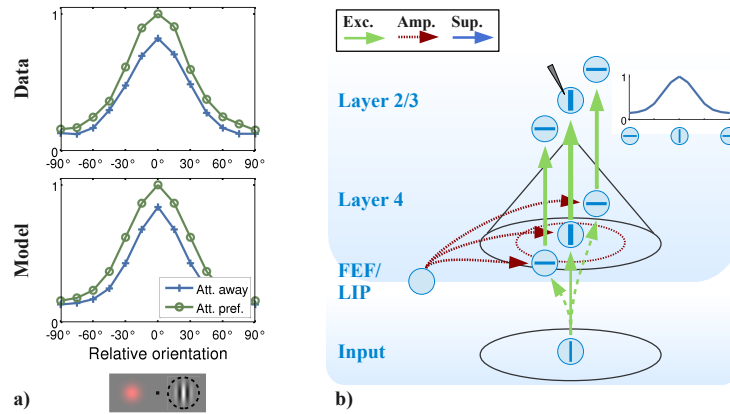 Data
1
0
-90° -60° -30° 0° 30° 60° 90°
Model
1
0
Att. away
Att. pref.
-90° -60° -30° 0° 30° 60° 90°
Relative orientation
a)
Exc. Amp. Sup.
Layer 2/3
1
0
Layer 4
FEF/
LIP
Input
b)